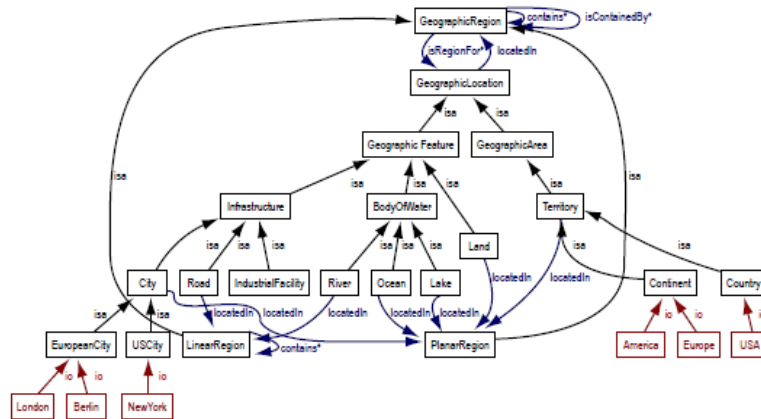 GeographicRegion
contains*
isContainedBy*
isRegionFor*
locatedIn
GeographicLocation
isa
isa
Geographic Feature
GeographicArea
isa
isa
isa
isa
isa
isa
Infrastructure
BodyOfWater
Territory
isa
isa
isa
isa
isa
isa
isa
Land
locatedIn
City
Road
IndustrialFacility
River
Ocean
Lake
Continent
Country
isa
isa
locatedIn
locatedIn
locatedIn
locatedIn
locatedIn
io
io
io
EuropeanCity
USCity
LinearRegion
contains*
PlanarRegion
America
Europe
USA
io
io
io
London
Berlin
NewYork